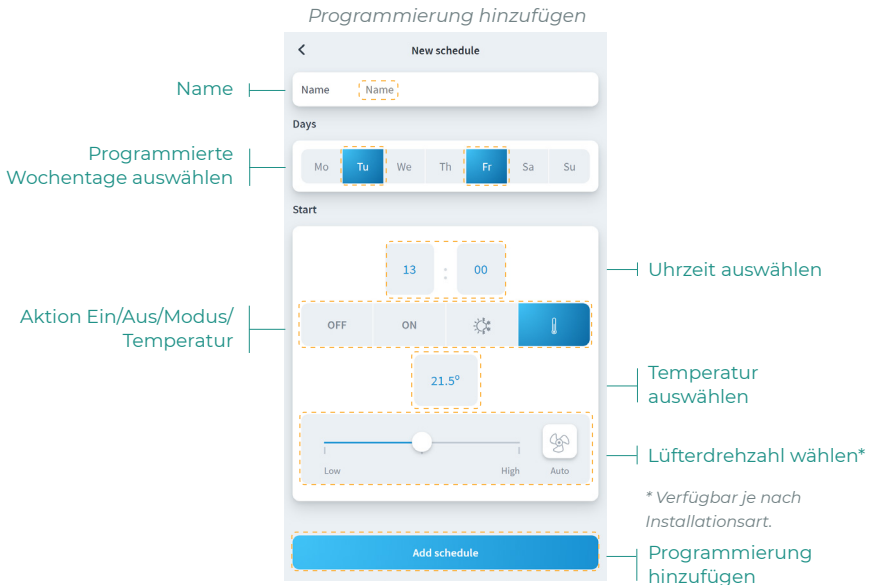 Programmierung hinzufügen
New schedule
Name
Name Name
Days
Programmierte
Wochentage auswählen
Mo Tu We Th Fr Sa Su
Start
13 : 00
Uhrzeit auswählen
Aktion Ein/Aus/Modus/
Temperatur
OFF ON
21.5º
Temperatur
auswählen
Low High Auto
Lüfterdrehzahl wählen*
* Verfügbar je nach
Installationsart.
Add schedule
Programmierung
hinzufügen